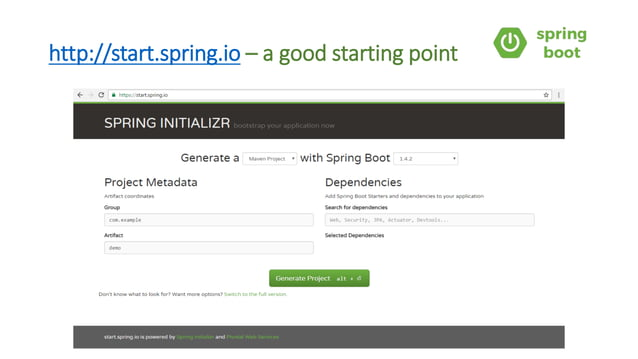 http://start.spring.io – a good starting point
spring
boot
https://start.spring.io
SPRING INITIALIZR bootstrap your application now
Generate a Maven Project with Spring Boot 1.4.2
Project Metadata
Artifact coordinates
Group
com.example
Artifact
demo
Dependencies
Add Spring Boot Starters and dependencies to your application
Search for dependencies
Web, Security, JPA, Actuator, Devtools...
Selected Dependencies
Generate Project alt + ⏎
Don't know what to look for? Want more options? Switch to the full version.
start.spring.io is powered by Spring Initializr and Pivotal Web Services